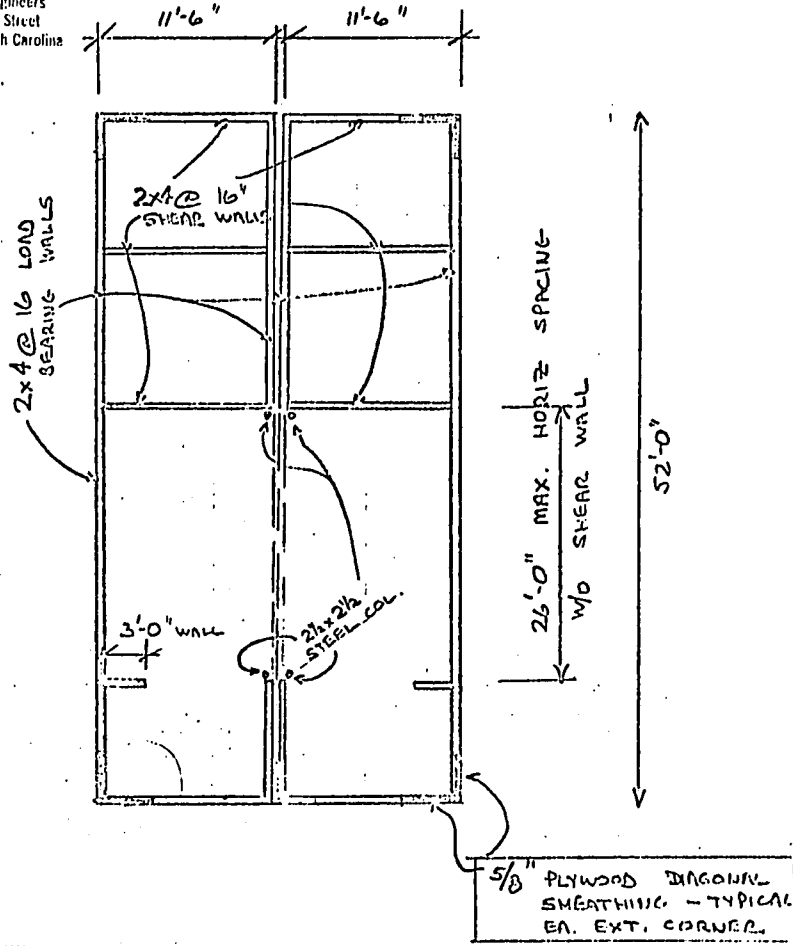 Street
h Carolina
11'-6"
11'-6"
2x4 @ 16"
SHEAR WALLS
2x4 @ 16 LOAD
BEARING WALLS
26'-0" MAX. HORIZ SPACING
W/O SHEAR WALL
52'-0"
3'-0" WALL
2½ x 2½
STEEL COL.
5/8" PLYWOOD DIAGONAL
SHEATHING - TYPICAL
EA. EXT. CORNER.